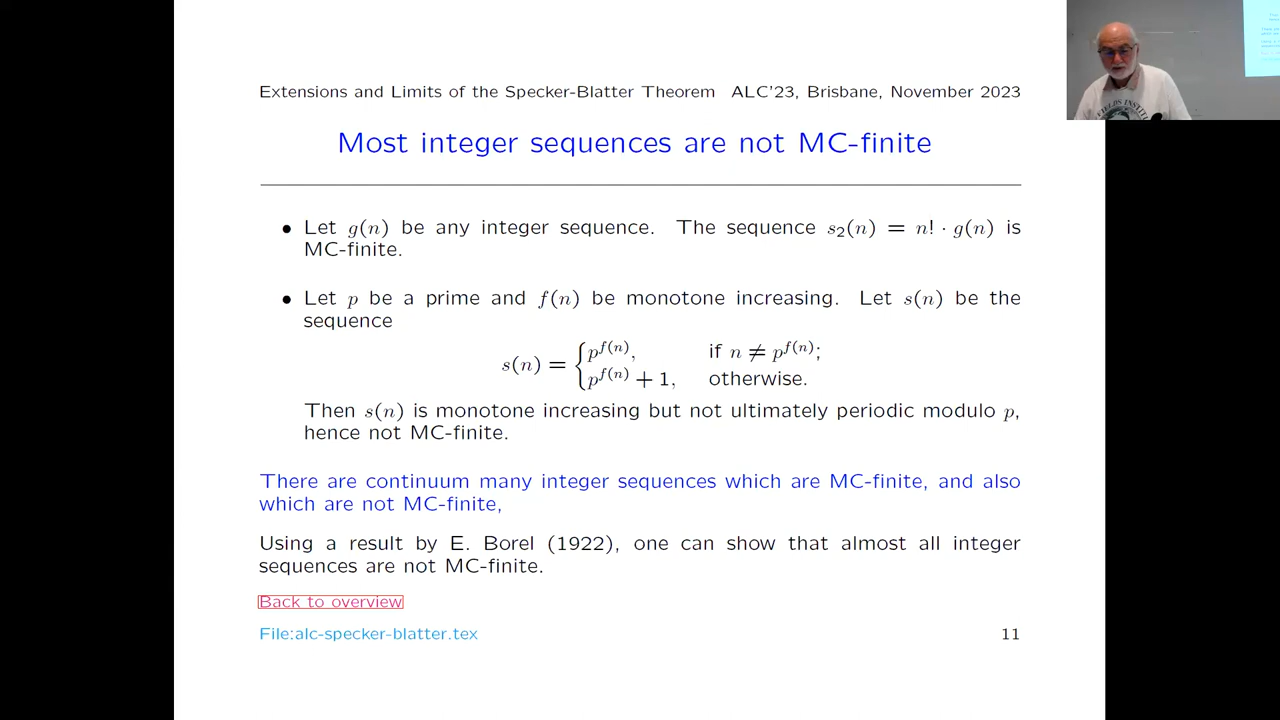 Extensions and Limits of the Specker-Blatter Theorem ALC'23, Brisbane, November 2023
Most integer sequences are not MC-finite
• Let g(n) be any integer sequence. The sequence s₂(n) = n! · g(n) is
MC-finite.
• Let p be a prime and f(n) be monotone increasing. Let s(n) be the
sequence
s(n) = { p^{f(n)}, if n ≠ p^{f(n)};
p^{f(n)} + 1, otherwise.
Then s(n) is monotone increasing but not ultimately periodic modulo p,
hence not MC-finite.
There are continuum many integer sequences which are MC-finite, and also
which are not MC-finite,
Using a result by E. Borel (1922), one can show that almost all integer
sequences are not MC-finite.
Back to overview
File:alc-specker-blatter.tex 11